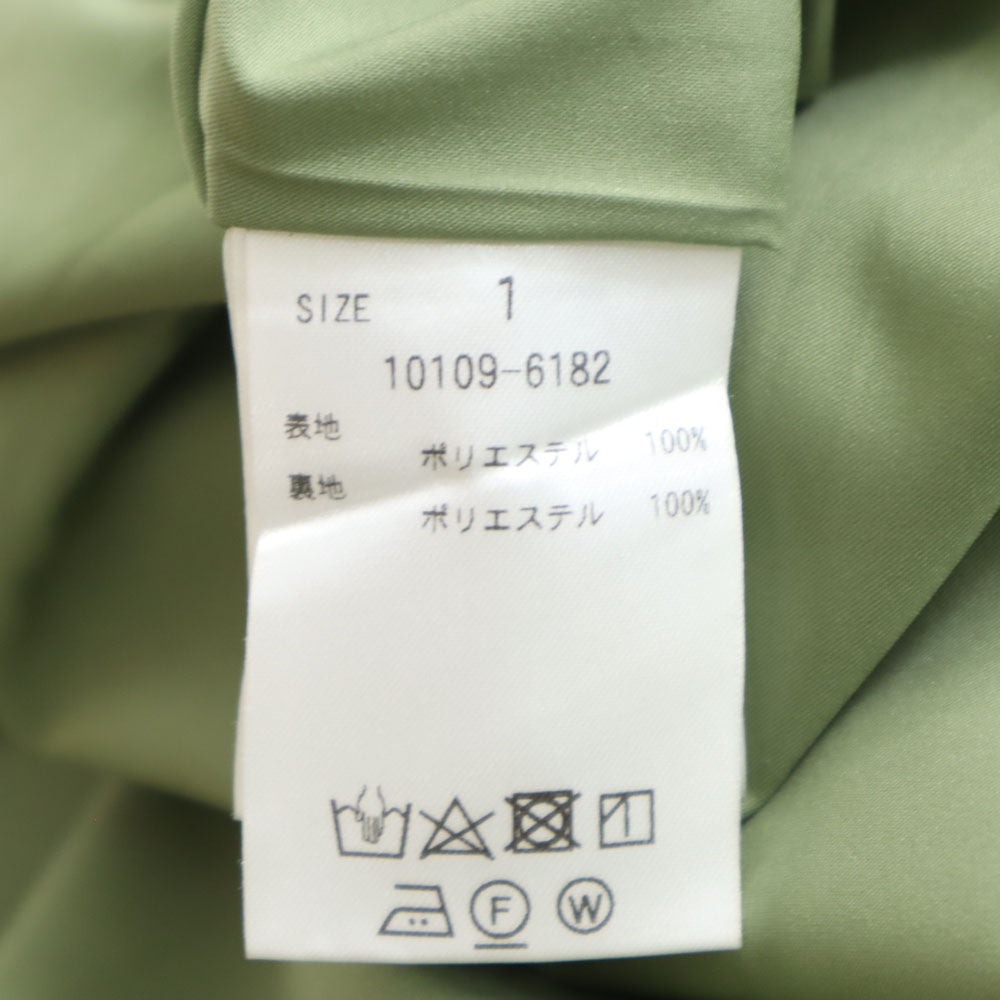 SIZE 1
10109-6182
表地
ポリエステル 100%
裏地
ポリエステル 100%
F W